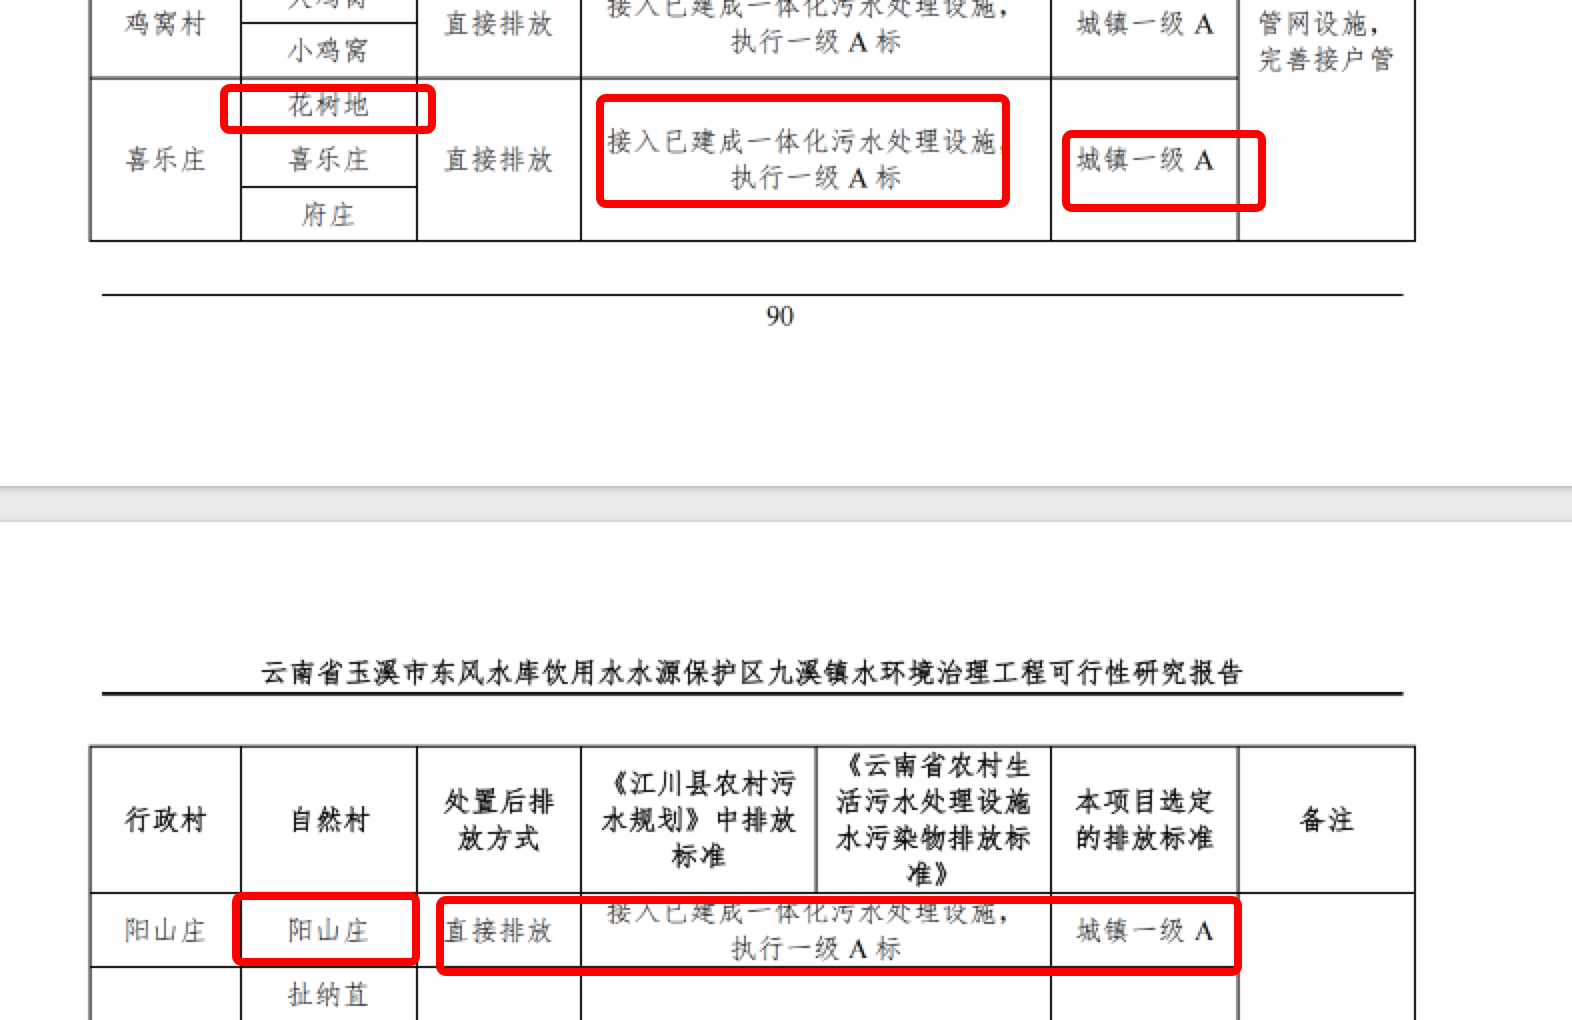 鸡窝村
大鸡窝
小鸡窝
直接排放
接入已建成一体化污水处理设施，
执行一级 A 标
城镇一级 A
管网设施，
完善接户管
喜乐庄
花树地
喜乐庄
府庄
直接排放
接入已建成一体化污水处理设施，
执行一级 A 标
城镇一级 A
90
云南省玉溪市东风水库饮用水水源保护区九溪镇水环境治理工程可行性研究报告
行政村
自然村
处置后排
放方式
《江川县农村污
水规划》中排放
标准
《云南省农村生
活污水处理设施
水污染物排放标
准》
本项目选定
的排放标准
备注
阳山庄
阳山庄
直接排放
接入已建成一体化污水处理设施，
执行一级 A 标
城镇一级 A
扯纳苴